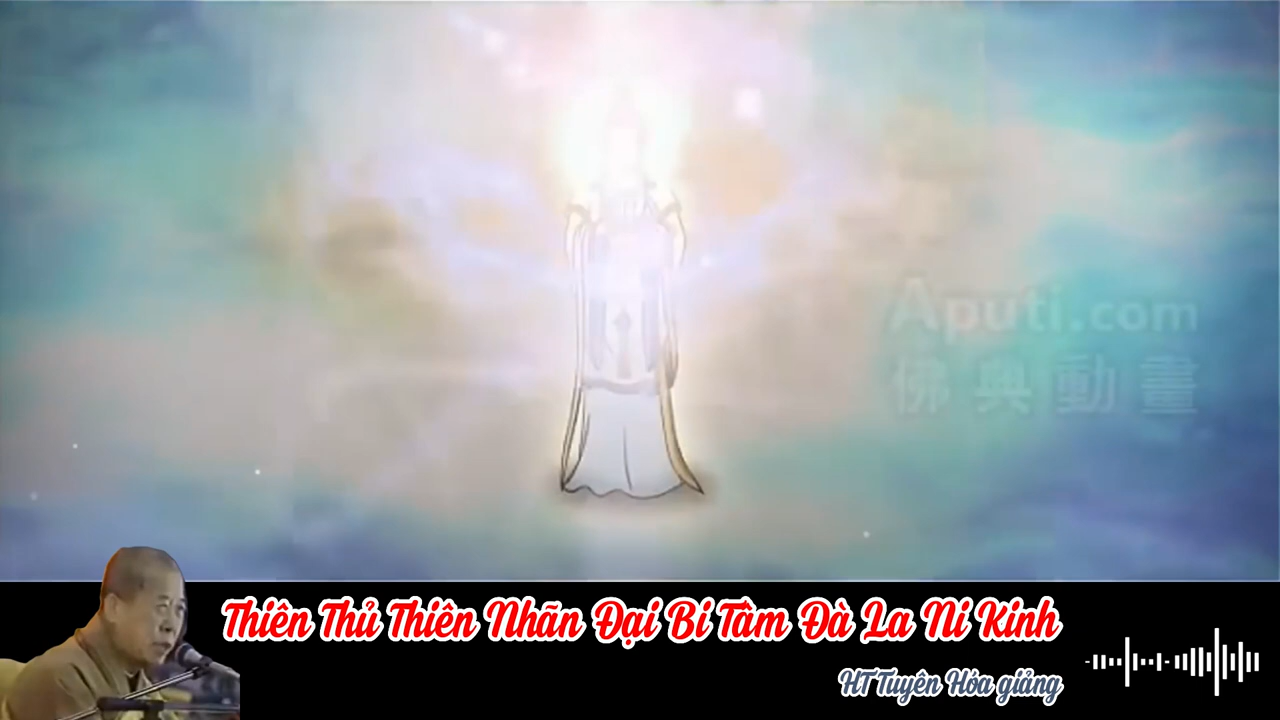 Aputi.com
佛典動畫
Thiên Thủ Thiên Nhãn Đại Bi Tâm Đà La Ni Kinh
HT Tuyên Hóa giảng